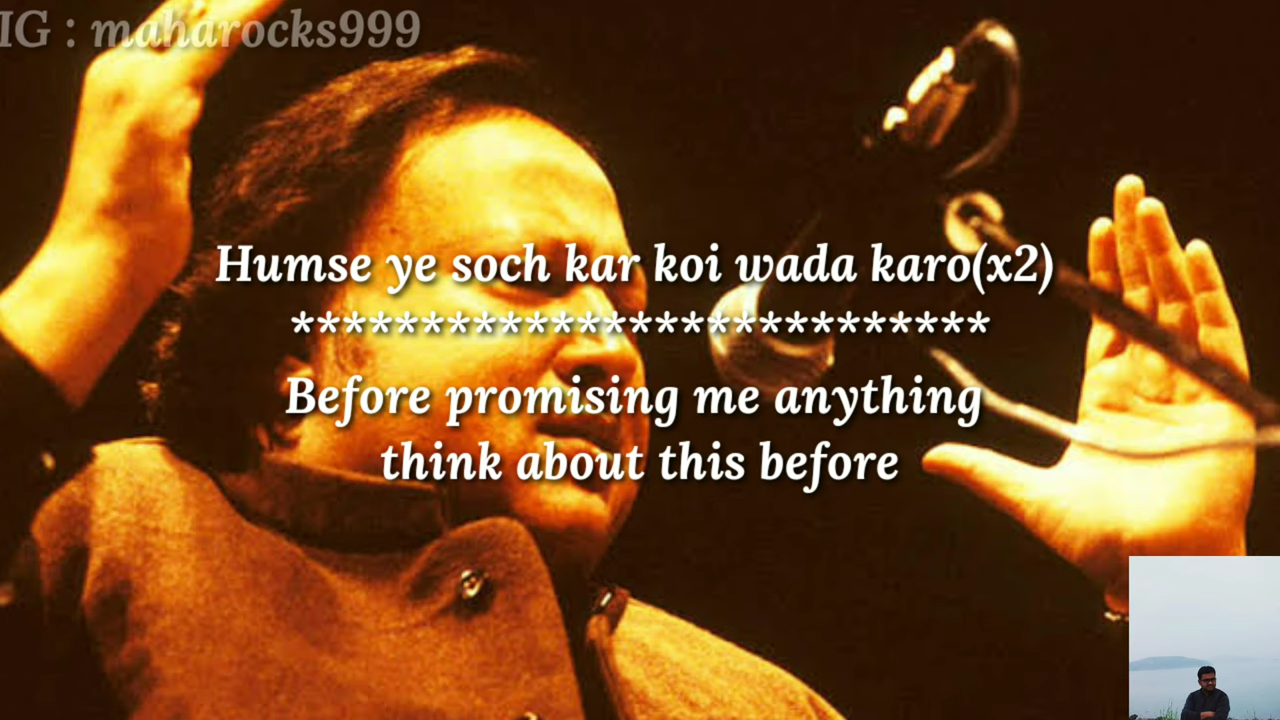 IG : maharocks999
Humse ye soch kar koi wada karo(x2)
***************************
Before promising me anything
think about this before